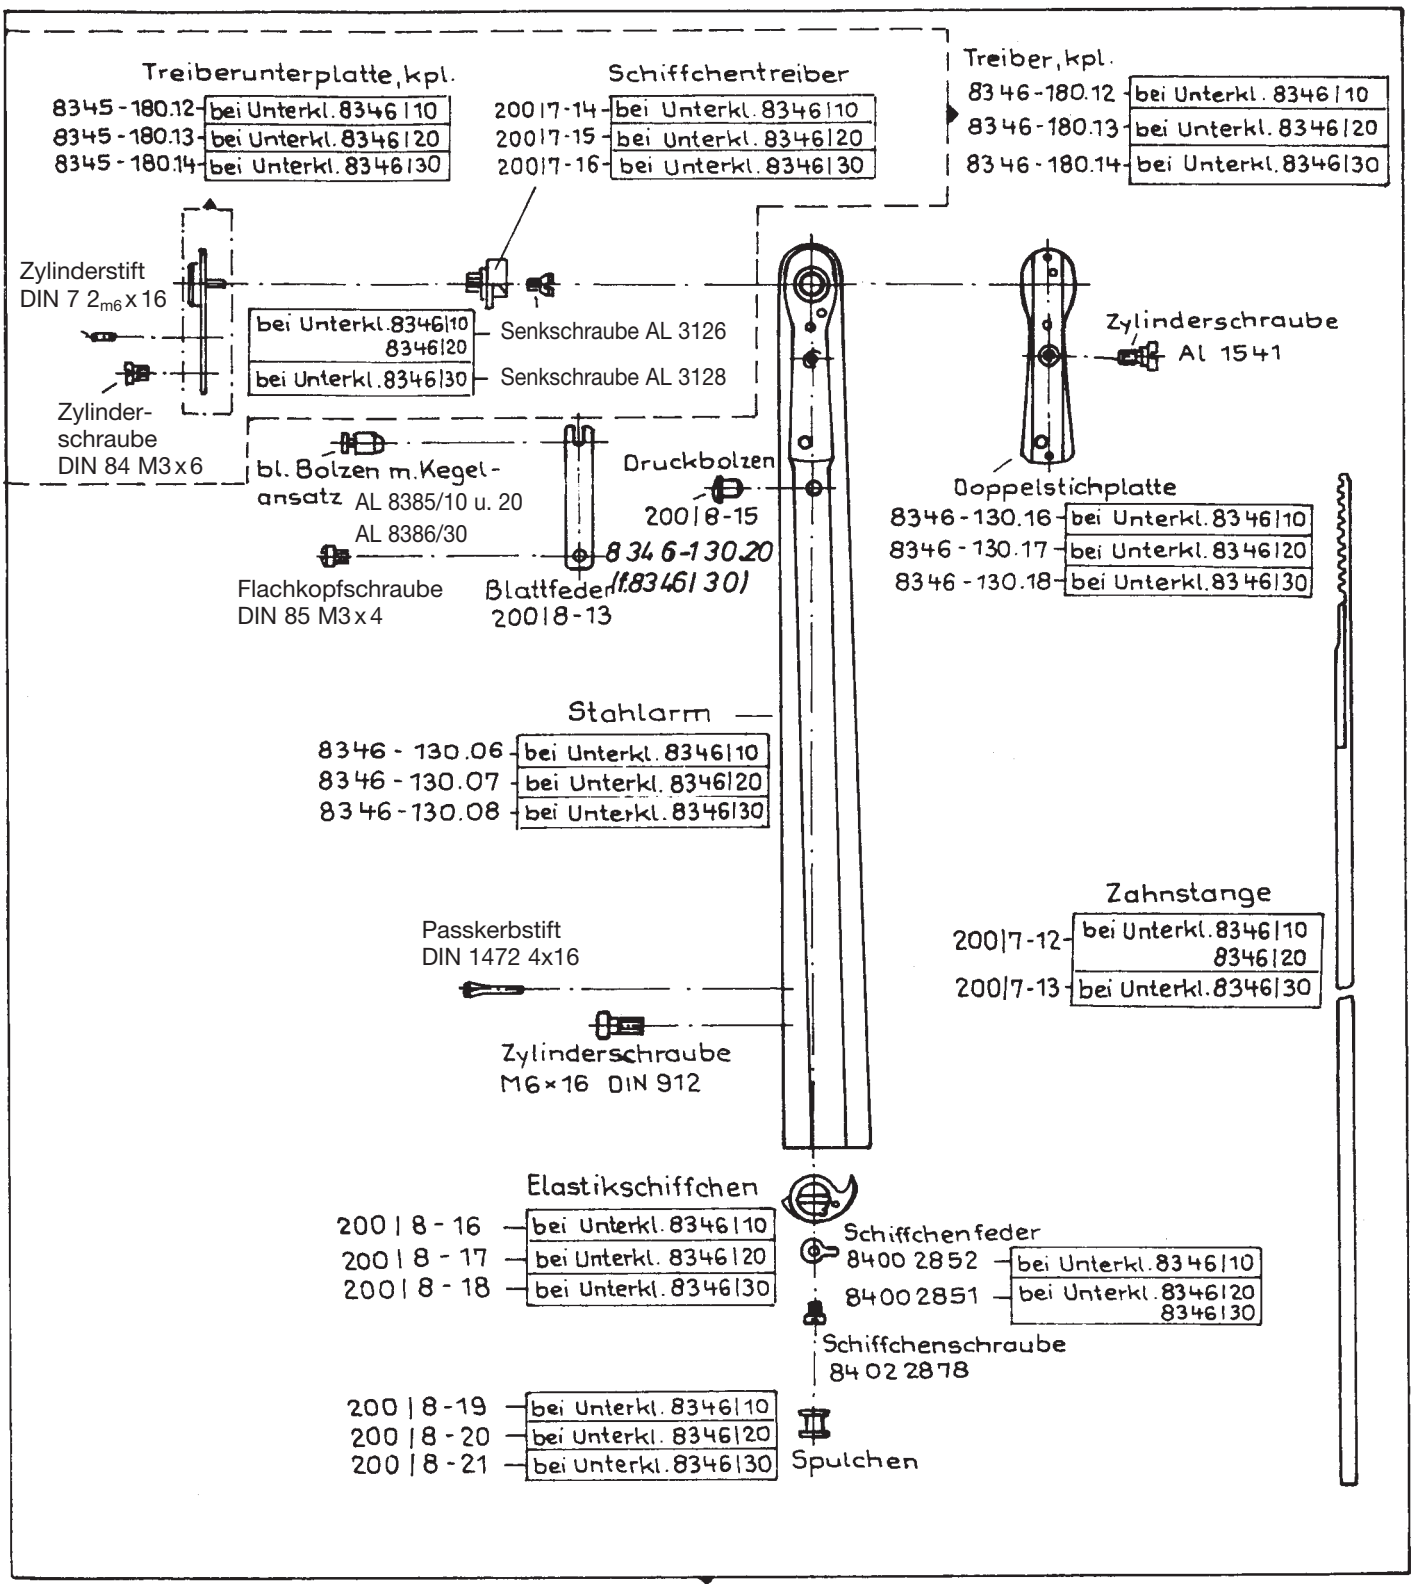 Treiberunterplatte, kpl.
8345-180.12 bei Unterkl. 8346|10
8345-180.13 bei Unterkl. 8346|20
8345-180.14 bei Unterkl. 8346|30
Schiffchentreiber
200|7-14 bei Unterkl. 8346|10
200|7-15 bei Unterkl. 8346|20
200|7-16 bei Unterkl. 8346|30
Treiber, kpl.
8346-180.12 bei Unterkl. 8346|10
8346-180.13 bei Unterkl. 8346|20
8346-180.14 bei Unterkl. 8346|30
Zylinderstift
DIN 7 2m6 x 16
bei Unterkl. 8346|10
8346|20
Senkschraube AL 3126
bei Unterkl. 8346|30
Senkschraube AL 3128
Zylinder-
schraube
DIN 84 M3 x 6
Zylinderschraube
Al 1541
bl. Bolzen m. Kegel-
ansatz AL 8385/10 u. 20
AL 8386/30
Flachkopfschraube
DIN 85 M3 x 4
Blattfeder
200|8-13
Druckbolzen
200|8-15
8346-130.20
(f. 8346|30)
Doppelstichplatte
8346-130.16 bei Unterkl. 8346|10
8346-130.17 bei Unterkl. 8346|20
8346-130.18 bei Unterkl. 8346|30
Stahlarm
8346-130.06 bei Unterkl. 8346|10
8346-130.07 bei Unterkl. 8346|20
8346-130.08 bei Unterkl. 8346|30
Zahnstange
200|7-12 bei Unterkl. 8346|10
8346|20
200|7-13 bei Unterkl. 8346|30
Passkerbstift
DIN 1472 4x16
Zylinderschraube
M6×16 DIN 912
Elastikschiffchen
200|8-16 bei Unterkl. 8346|10
200|8-17 bei Unterkl. 8346|20
200|8-18 bei Unterkl. 8346|30
Schiffchenfeder
8400 2852 bei Unterkl. 8346|10
8400 2851 bei Unterkl. 8346|20
8346|30
Schiffchenschraube
8402 2878
200|8-19 bei Unterkl. 8346|10
200|8-20 bei Unterkl. 8346|20
200|8-21 bei Unterkl. 8346|30
Spulchen